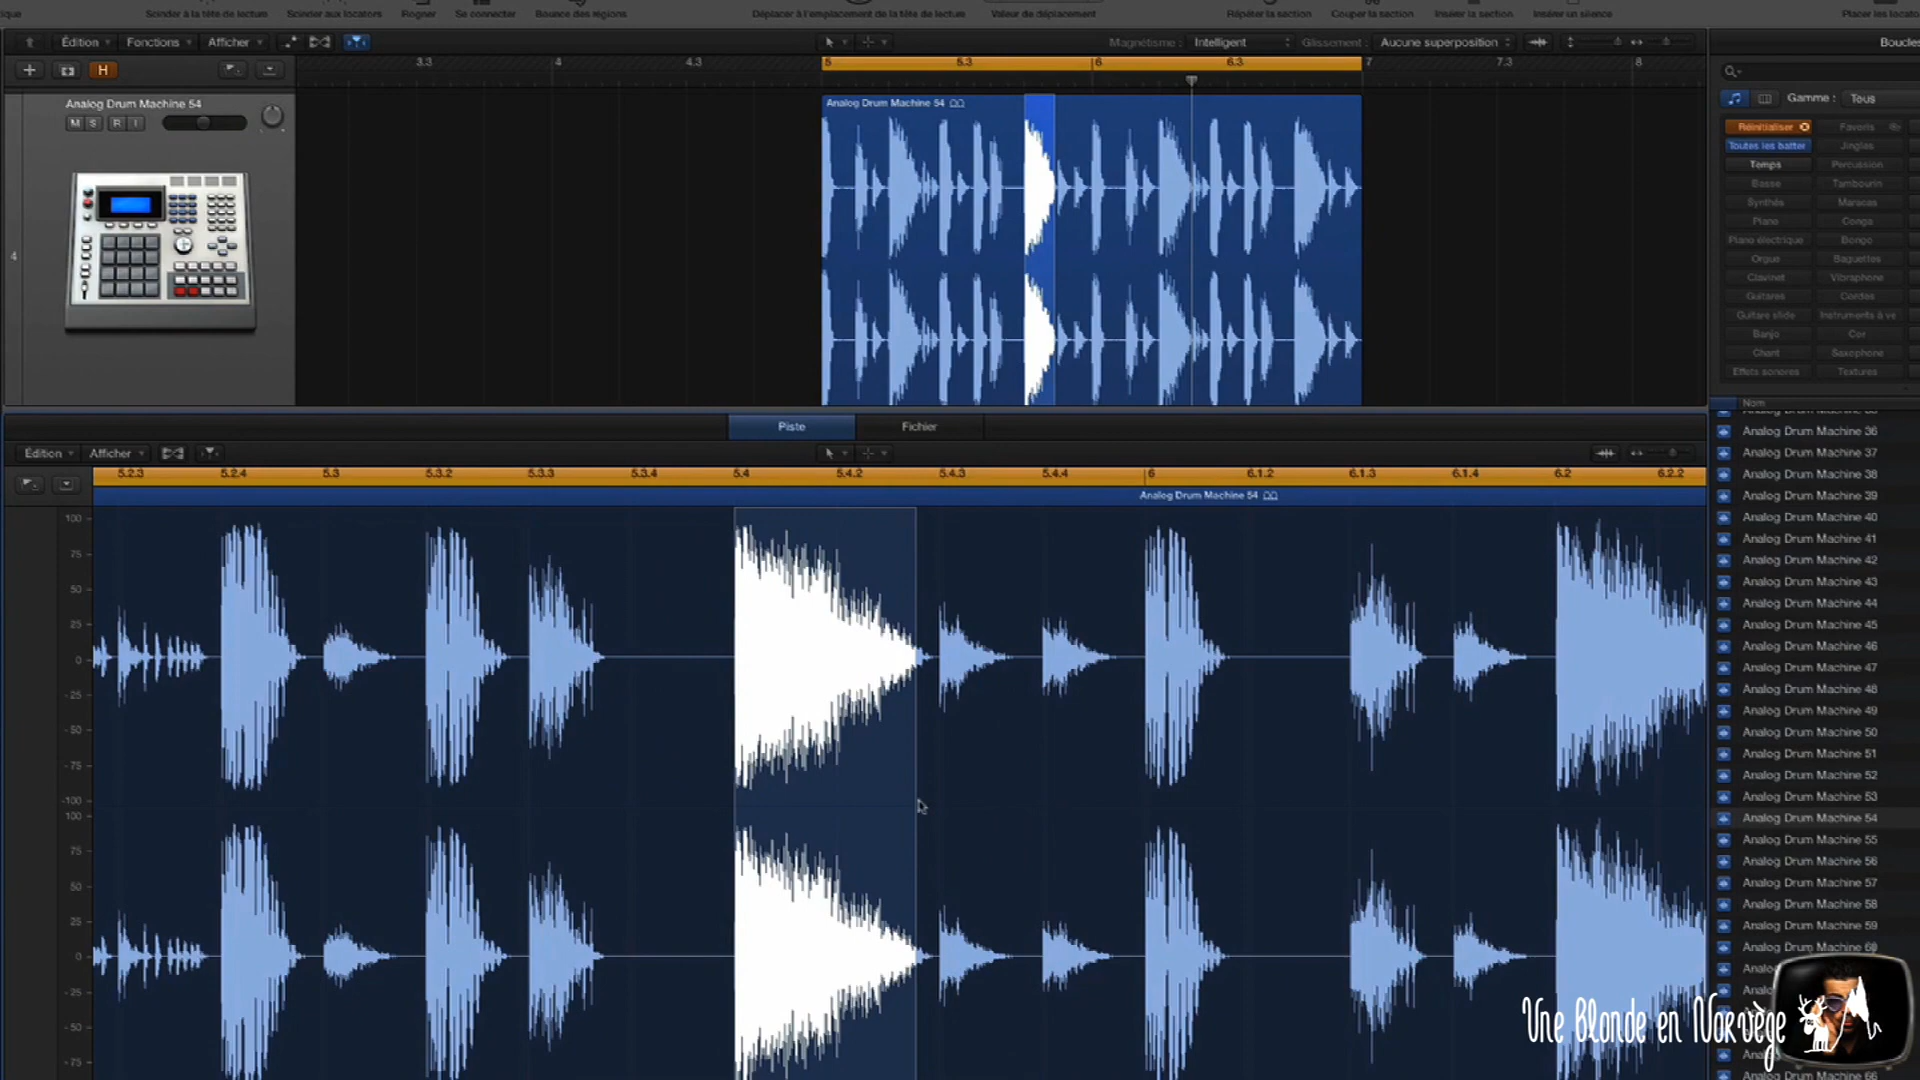 Scinder à la tête de lecture
Scinder aux locators
Rogner
Se connecter
Bounce des régions
Déplacer à l'emplacement de la tête de lecture
Valeur de déplacement
Répéter la section
Couper la section
Insérer la section
Insérer un silence
Édition
Fonctions
Afficher
Magnétisme :
Intelligent
Glissement :
Aucune superposition
H
3.3
4
4.3
5
5.3
6
6.3
7
7.3
8
4
Analog Drum Machine 54
M S R I
Analog Drum Machine 54
Gamme :
Tous
Réinitialiser
Favoris
Toutes les batter
Jingles
Temps
Percussion
Basse
Tambourin
Synthés
Maracas
Piano
Conga
Piano électrique
Bongo
Orgue
Baguettes
Clavinet
Vibraphone
Guitares
Cordes
Guitare slide
Instruments à ve
Banjo
Cor
Chant
Saxophone
Effets sonores
Textures
Nom
Piste
Fichier
Édition
Afficher
5.2.3
5.2.4
5.3
5.3.2
5.3.3
5.3.4
5.4
5.4.2
5.4.3
5.4.4
6
6.1.2
6.1.3
6.1.4
6.2
6.2.2
Analog Drum Machine 54
100
75
50
25
0
-25
-50
-75
-100
100
75
50
25
0
-25
-50
-75
Analog Drum Machine 36
Analog Drum Machine 37
Analog Drum Machine 38
Analog Drum Machine 39
Analog Drum Machine 40
Analog Drum Machine 41
Analog Drum Machine 42
Analog Drum Machine 43
Analog Drum Machine 44
Analog Drum Machine 45
Analog Drum Machine 46
Analog Drum Machine 47
Analog Drum Machine 48
Analog Drum Machine 49
Analog Drum Machine 50
Analog Drum Machine 51
Analog Drum Machine 52
Analog Drum Machine 53
Analog Drum Machine 54
Analog Drum Machine 55
Analog Drum Machine 56
Analog Drum Machine 57
Analog Drum Machine 58
Analog Drum Machine 59
Analog Drum Machine 60
Une Blonde en Norvège